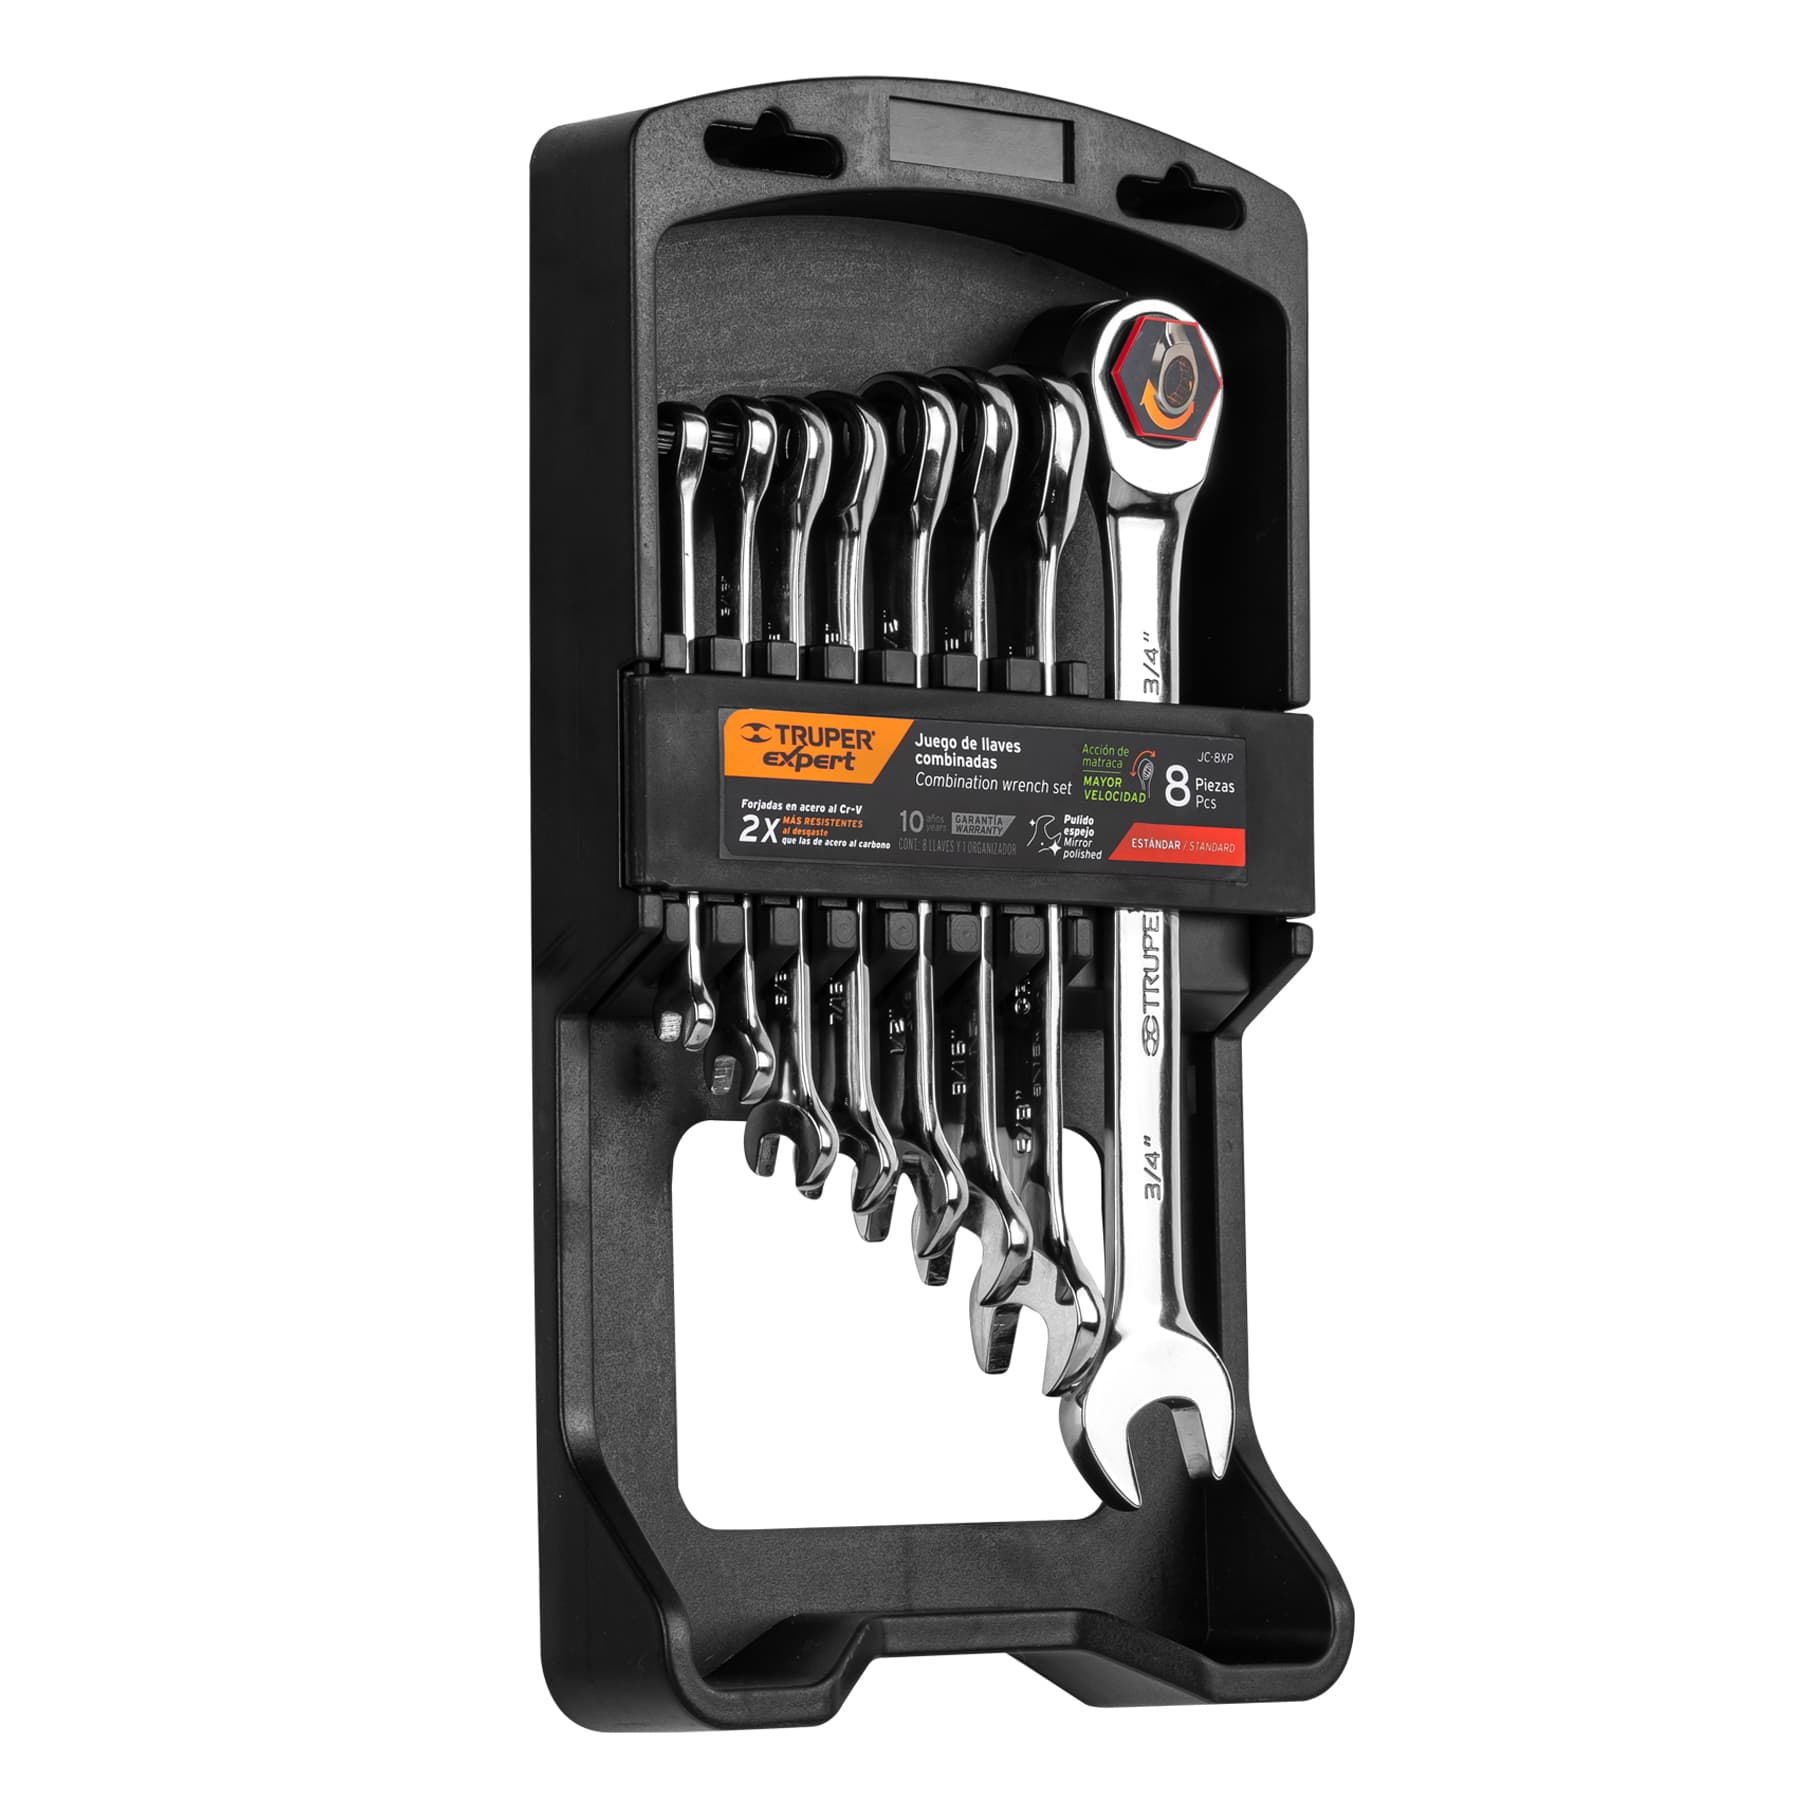 3/4"
TRUPER®
expert
Juego de llaves
combinadas
Combination wrench set
Acción de
matraca
MAYOR
VELOCIDAD
JC-8XP
8 Piezas
Pcs
Forjadas en acero al Cr-V
2X MÁS RESISTENTES
al desgaste
que las de acero al carbono
10 años
years
GARANTÍA
WARRANTY
CONT.: 8 LLAVES Y 1 ORGANIZADOR
Pulido
espejo
Mirror
polished
ESTÁNDAR / STANDARD
TRUPE
3/8
7/16
1/2"
9/16"
5/8"
3/4"